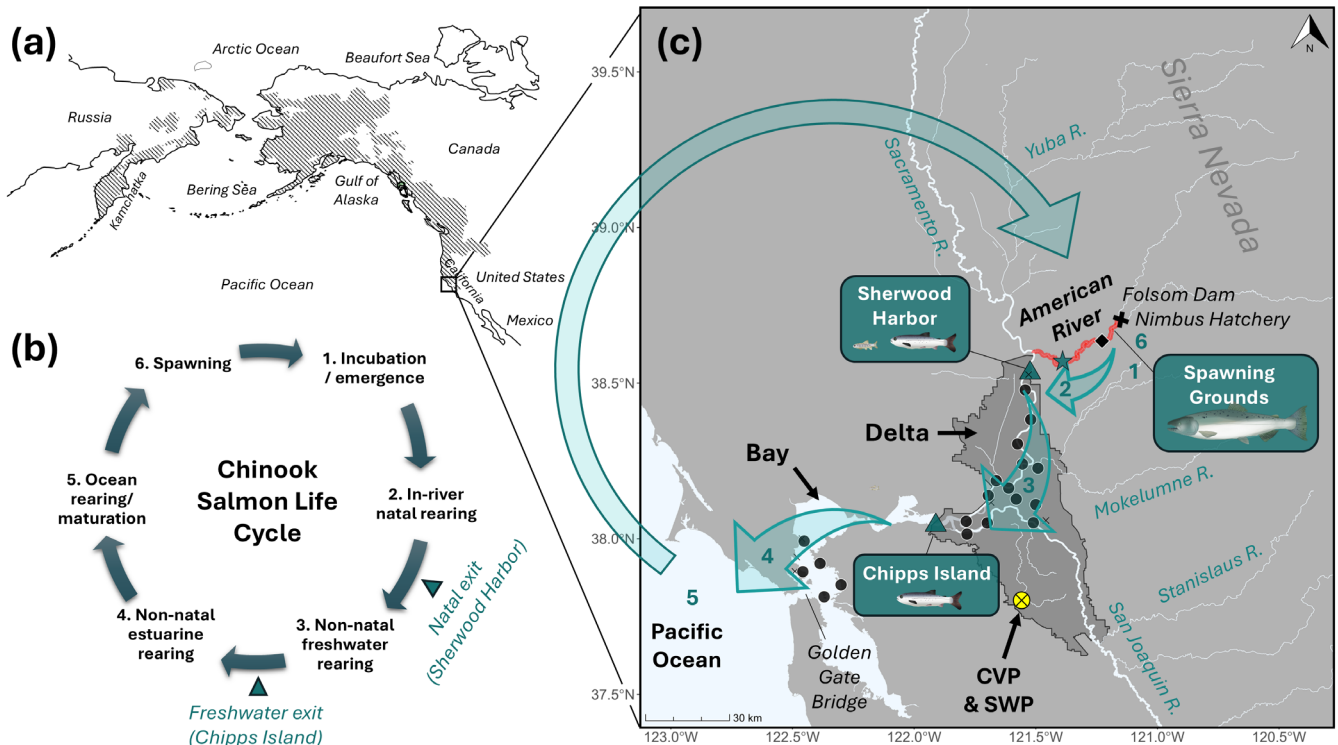 (a)
Arctic Ocean
Beaufort Sea
Russia
Canada
Kamchatka
Bering Sea
Gulf of
Alaska
California
United States
Pacific Ocean
Mexico
(b)
6. Spawning
1. Incubation
/ emergence
Chinook
Salmon Life
Cycle
5. Ocean
rearing/
maturation
2. In-river
natal rearing
4. Non-natal
estuarine
rearing
3. Non-natal
freshwater
rearing
Natal exit
(Sherwood Harbor)
Freshwater exit
(Chipps Island)
(c)
N
39.5°N
39.0°N
38.5°N
38.0°N
37.5°N
Sierra Nevada
Yuba R.
Sacramento R.
Sherwood
Harbor
American
River
Folsom Dam
Nimbus Hatchery
6
1
2
Spawning
Grounds
Delta
Bay
3
Mokelumne R.
4
Chipps Island
Stanislaus R.
5
Pacific
Ocean
Golden
Gate
Bridge
CVP
& SWP
San Joaquin R.
30 km
123.0°W
122.5°W
122.0°W
121.5°W
121.0°W
120.5°W